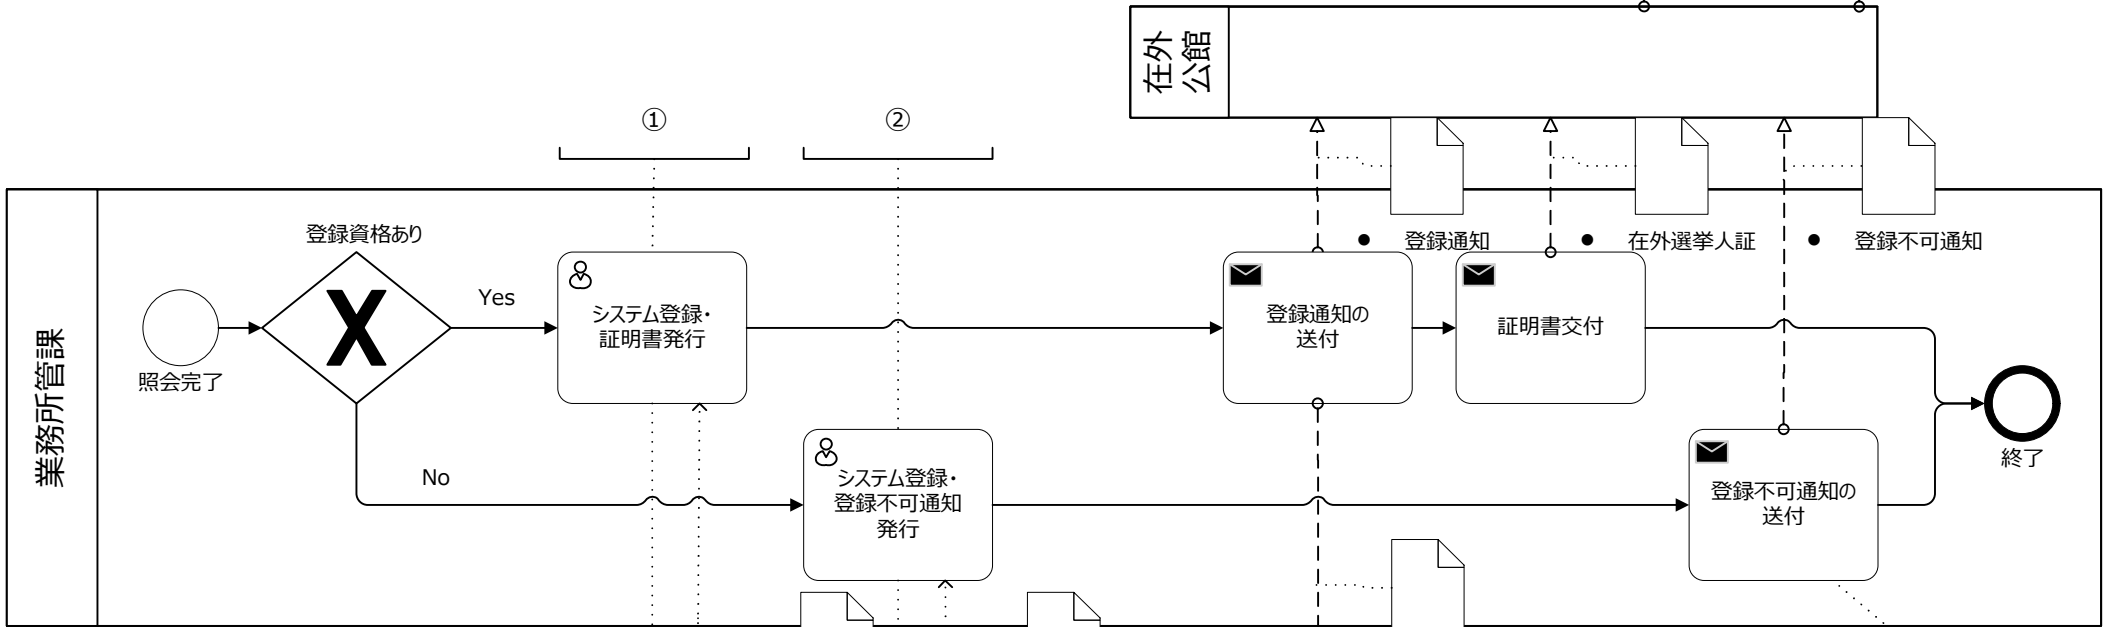 在外
公館
①
②
業務所管課
登録資格あり
照会完了
Yes
No
システム登録・
証明書発行
システム登録・
登録不可通知
発行
● 登録通知
● 在外選挙人証
● 登録不可通知
登録通知の
送付
証明書交付
登録不可通知の
送付
終了